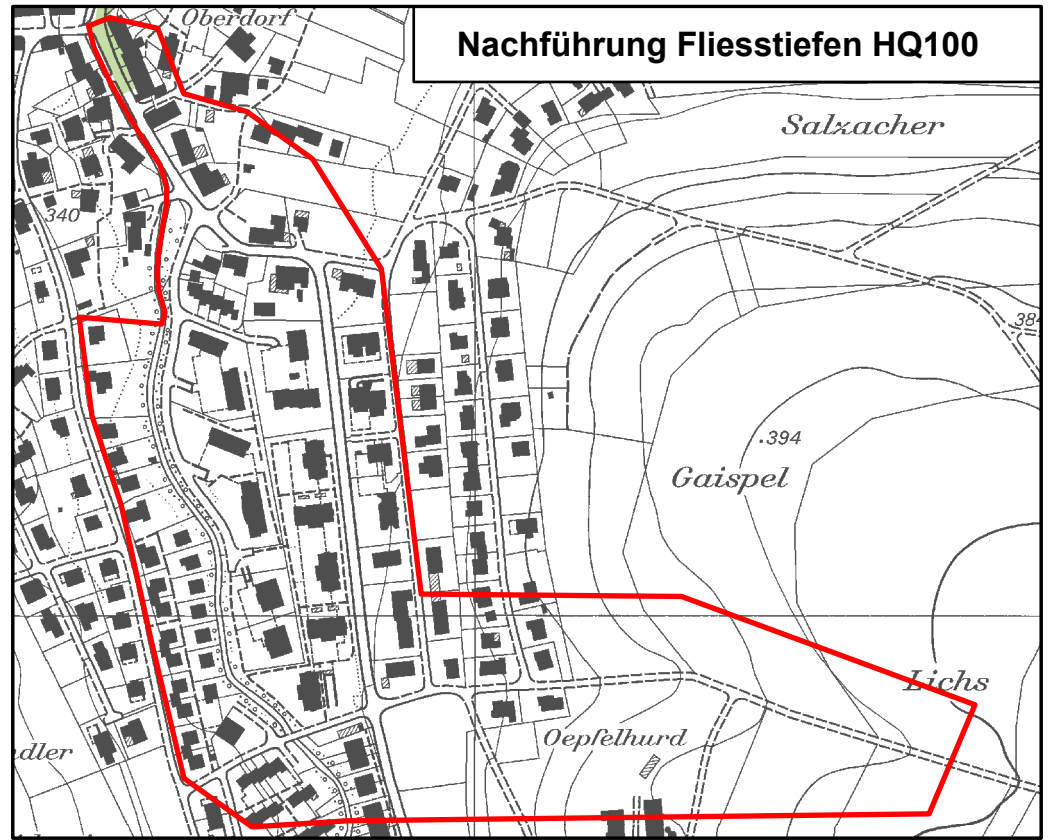 Nachführung Fliesstiefen HQ100
Oberdorf
Salzacher
340
384
.394
Gaispel
Lichs
Oepfelhurd
dler